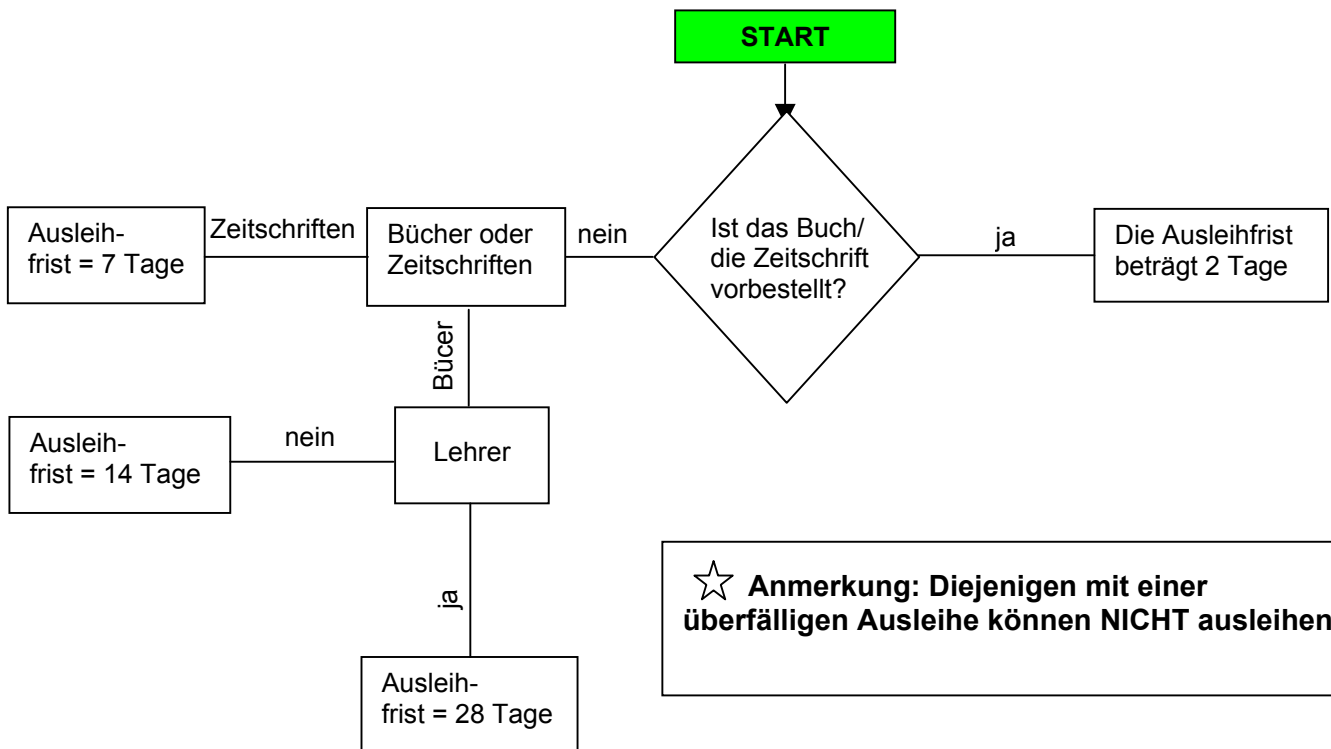 START
Ist das Buch/
die Zeitschrift
vorbestellt?
ja
Die Ausleihfrist
beträgt 2 Tage
nein
Bücher oder
Zeitschriften
Zeitschriften
Ausleih-
frist = 7 Tage
Bücer
Lehrer
nein
Ausleih-
frist = 14 Tage
ja
Ausleih-
frist = 28 Tage
Anmerkung: Diejenigen mit einer
überfälligen Ausleihe können NICHT ausleihen